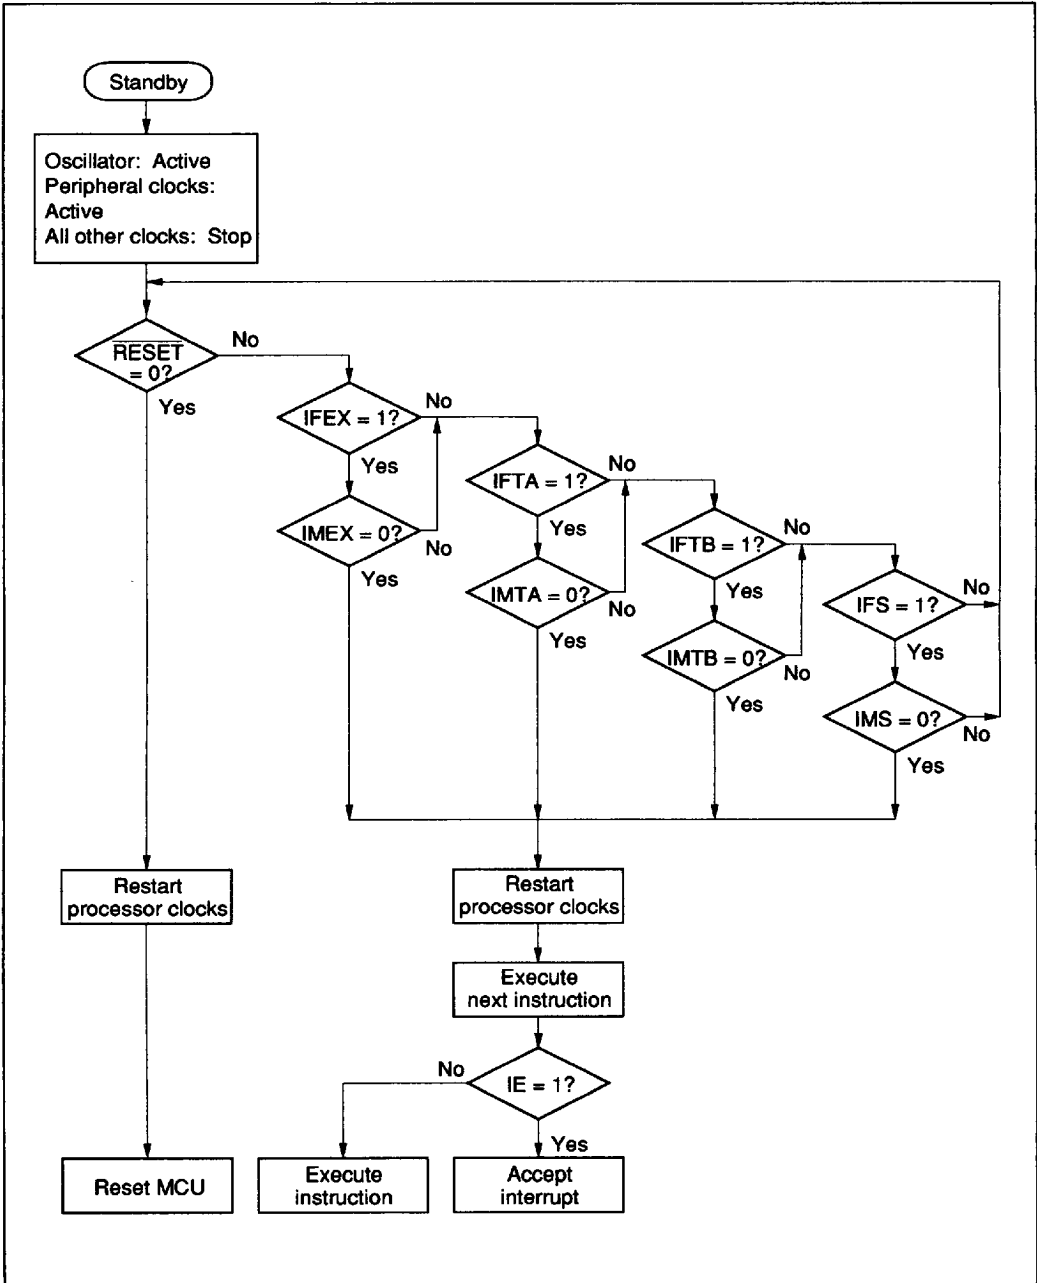 Standby
Oscillator: Active
Peripheral clocks:
Active
All other clocks: Stop
RESET
= 0?
No
Yes
IFEX = 1?
No
Yes
IMEX = 0?
No
Yes
IFTA = 1?
No
Yes
IMTA = 0?
No
Yes
IFTB = 1?
No
Yes
IMTB = 0?
No
Yes
IFS = 1?
No
Yes
IMS = 0?
No
Yes
Restart
processor clocks
Restart
processor clocks
Execute
next instruction
IE = 1?
No
Yes
Reset MCU
Execute
instruction
Accept
interrupt